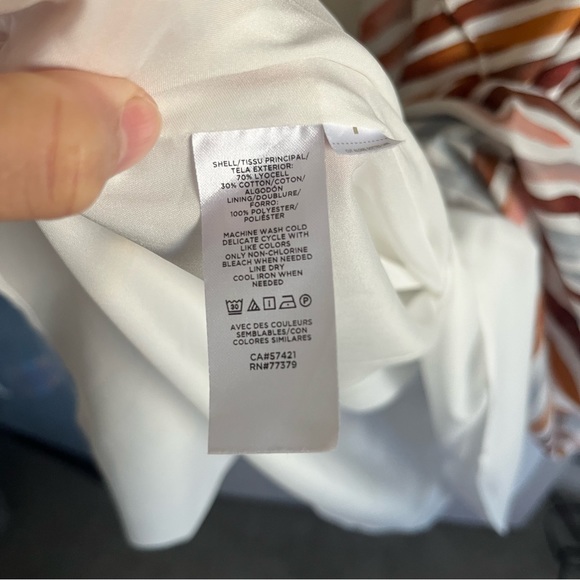 SHELL/TISSU PRINCIPAL/
TELA EXTERIOR:
70% LYOCELL
30% COTTON/COTON/
ALGODÓN
LINING/DOUBLURE/
FORRO:
100% POLYESTER/
POLIÉSTER
MACHINE WASH COLD
DELICATE CYCLE WITH
LIKE COLORS
ONLY NON-CHLORINE
BLEACH WHEN NEEDED
LINE DRY
COOL IRON WHEN
NEEDED
30 P
AVEC DES COULEURS
SEMBLABLES/CON
COLORES SIMILARES
CA#57421
RN#77379